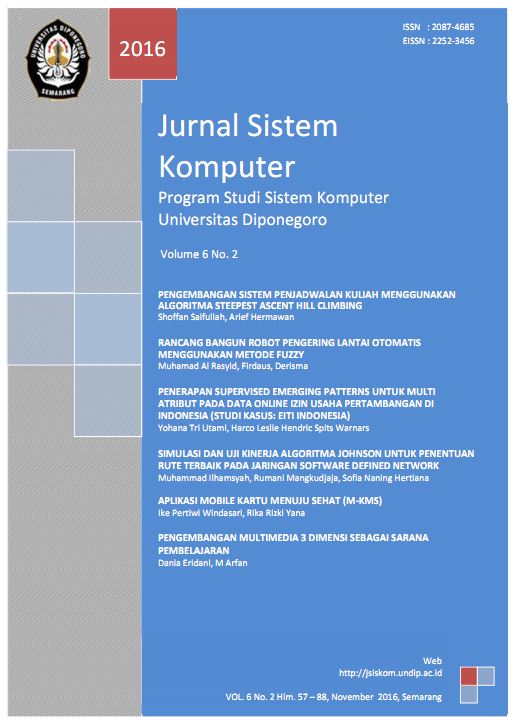 ISSN : 2087-4685
EISSN : 2252-3456
2016
UNIVERSITAS DIPONEGORO
SEMARANG
Jurnal Sistem
Komputer
Program Studi Sistem Komputer
Universitas Diponegoro
Volume 6 No. 2
PENGEMBANGAN SISTEM PENJADWALAN KULIAH MENGGUNAKAN
ALGORITMA STEEPEST ASCENT HILL CLIMBING
Shoffan Saifullah, Arief Hermawan
RANCANG BANGUN ROBOT PENGERING LANTAI OTOMATIS
MENGGUNAKAN METODE FUZZY
Muhamad Al Rasyid, Firdaus, Derisma
PENERAPAN SUPERVISED EMERGING PATTERNS UNTUK MULTI
ATRIBUT PADA DATA ONLINE IZIN USAHA PERTAMBANGAN DI
INDONESIA (STUDI KASUS: EITI INDONESIA)
Yohana Tri Utami, Harco Leslie Hendric Spits Warnars
SIMULASI DAN UJI KINERJA ALGORITMA JOHNSON UNTUK PENENTUAN
RUTE TERBAIK PADA JARINGAN SOFTWARE DEFINED NETWORK
Muhammad Ilhamsyah, Rumani Mangkudjaja, Sofia Naning Hertiana
APLIKASI MOBILE KARTU MENUJU SEHAT (M-KMS)
Ike Pertiwi Windasari, Rika Rizki Yana
PENGEMBANGAN MULTIMEDIA 3 DIMENSI SEBAGAI SARANA
PEMBELAJARAN
Dania Eridani, M Arfan
Web
http://jsiskom.undip.ac.id
VOL. 6 No. 2 Hlm. 57 – 88, November 2016, Semarang